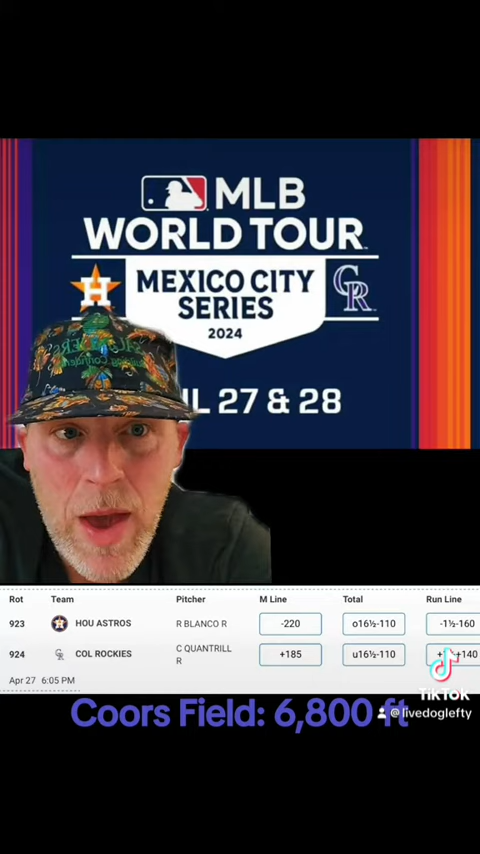 MLB
WORLD TOUR
MEXICO CITY
SERIES
2024
H
CR
IL 27 & 28
Rot Team Pitcher M Line Total Run Line
923 HOU ASTROS R BLANCO R -220 o16½-110 -1½-160
924 COL ROCKIES C QUANTRILL R +185 u16½-110 +140
Apr 27 6:05 PM
Coors Field: 6,800 ft
TikTok
@livedoglefty